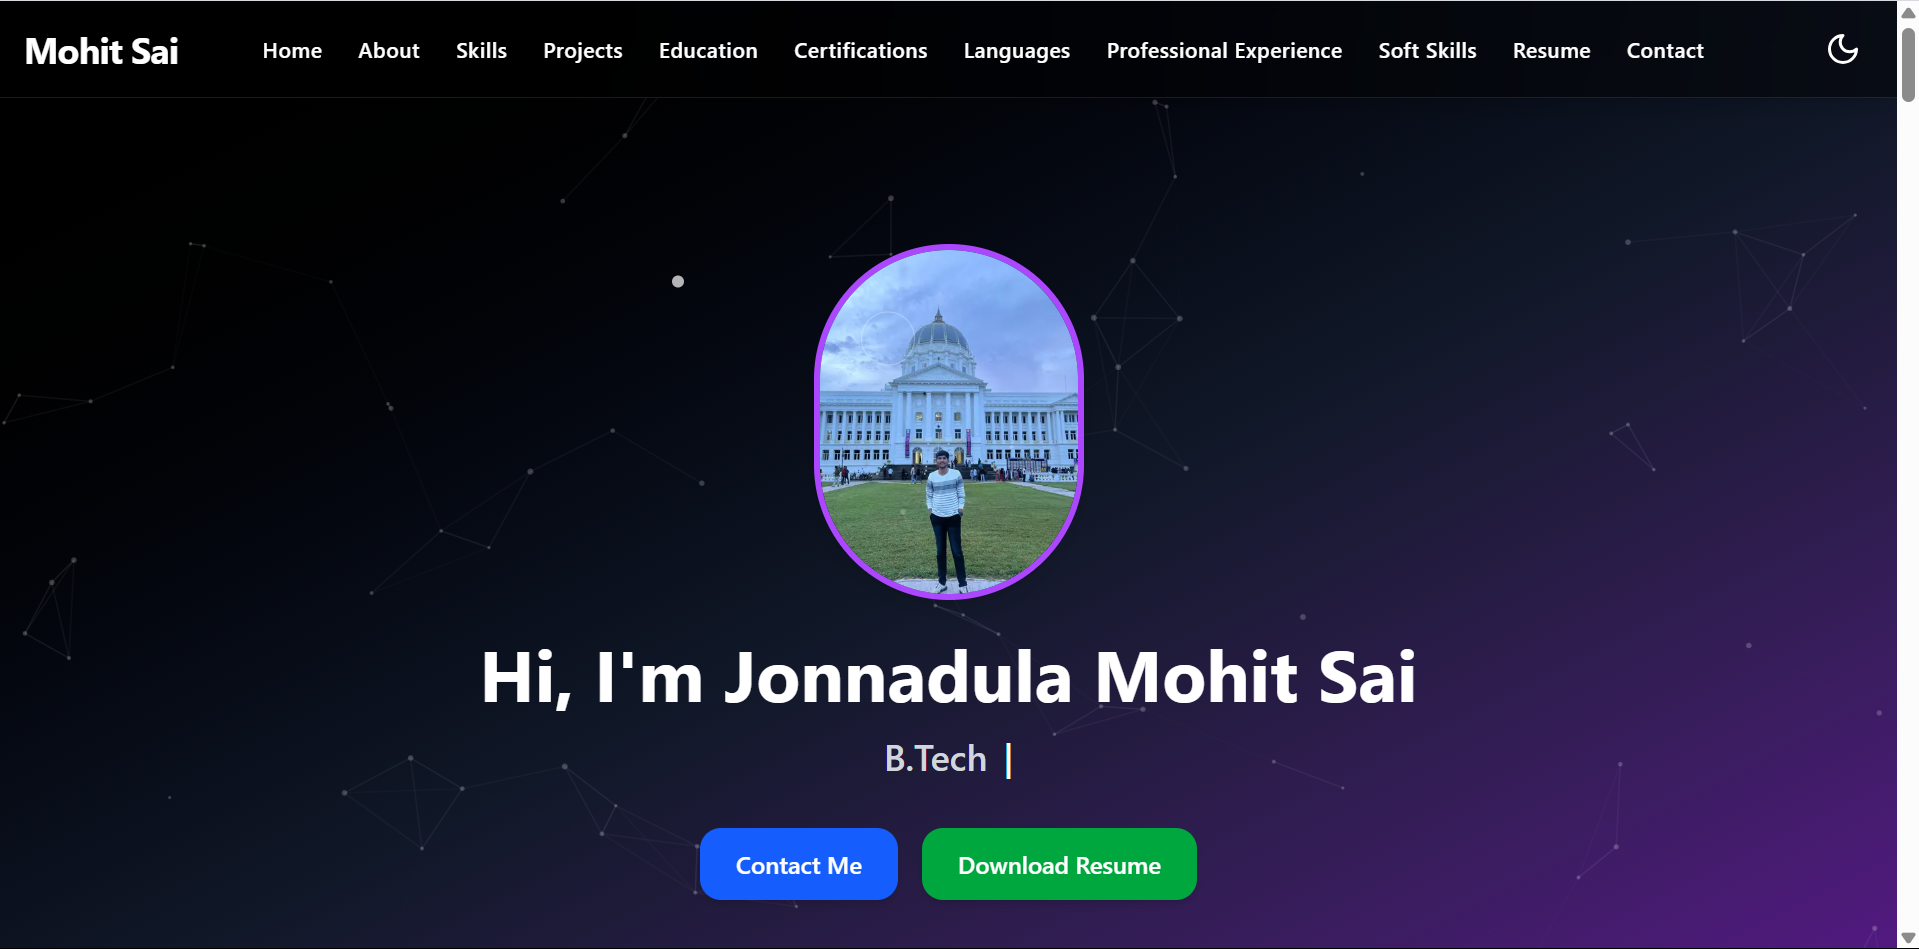 Mohit Sai Home About Skills Projects Education Certifications Languages Professional Experience Soft Skills Resume Contact
Hi, I'm Jonnadula Mohit Sai
B.Tech |
Contact Me Download Resume